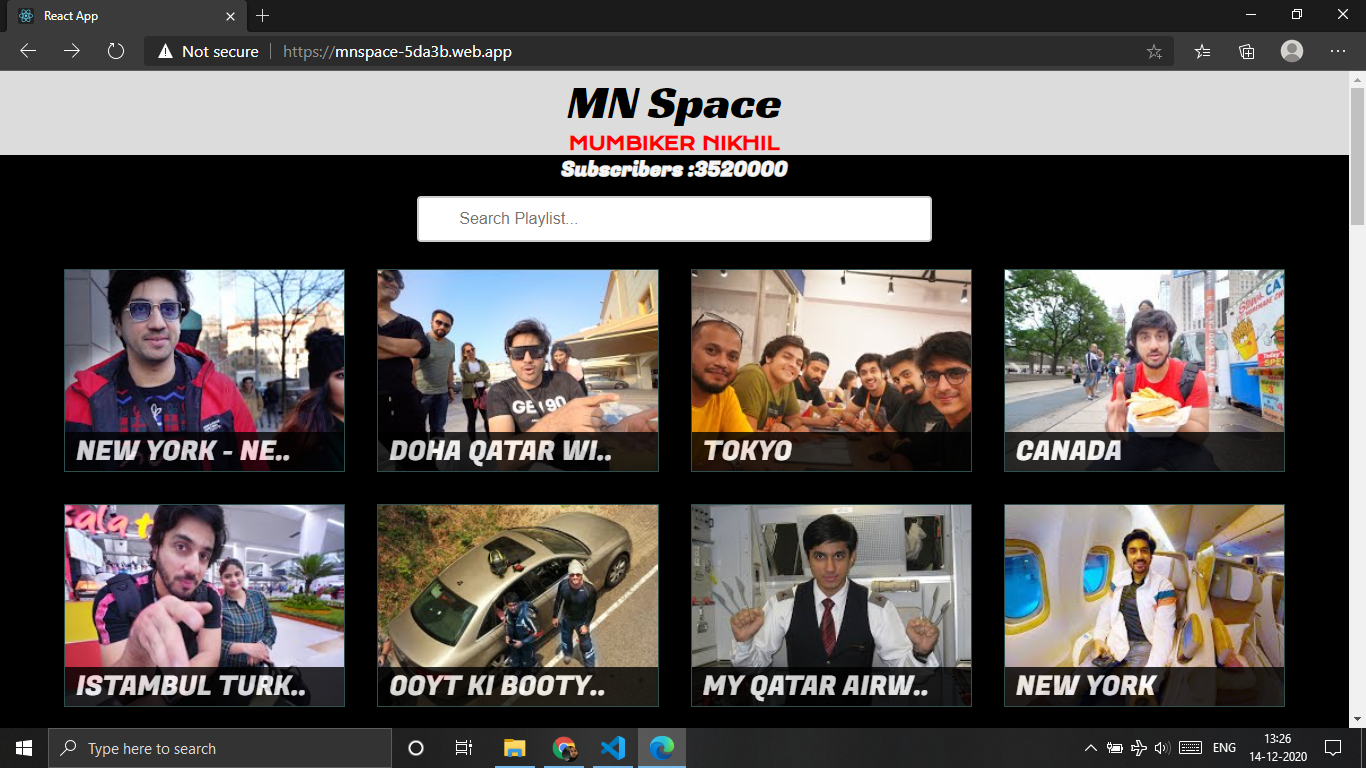 React App
Not secure https://mnspace-5da3b.web.app
MN Space
MUMBIKER NIKHIL
Subscribers :3520000
Search Playlist...
NEW YORK - NE..
DOHA QATAR WI..
TOKYO
CANADA
ISTAMBUL TURK..
OOYT KI BOOTY..
MY QATAR AIRW..
NEW YORK
Type here to search
ENG
13:26
14-12-2020